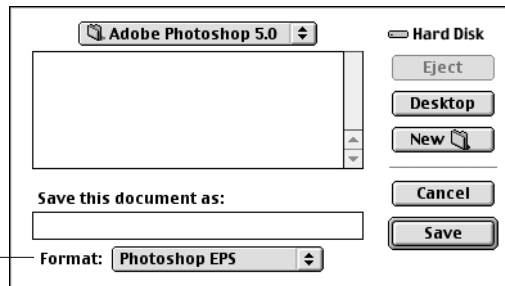 Adobe Photoshop 5.0
Hard Disk
Eject
Desktop
New
Save this document as:
Cancel
Save
Format: Photoshop EPS